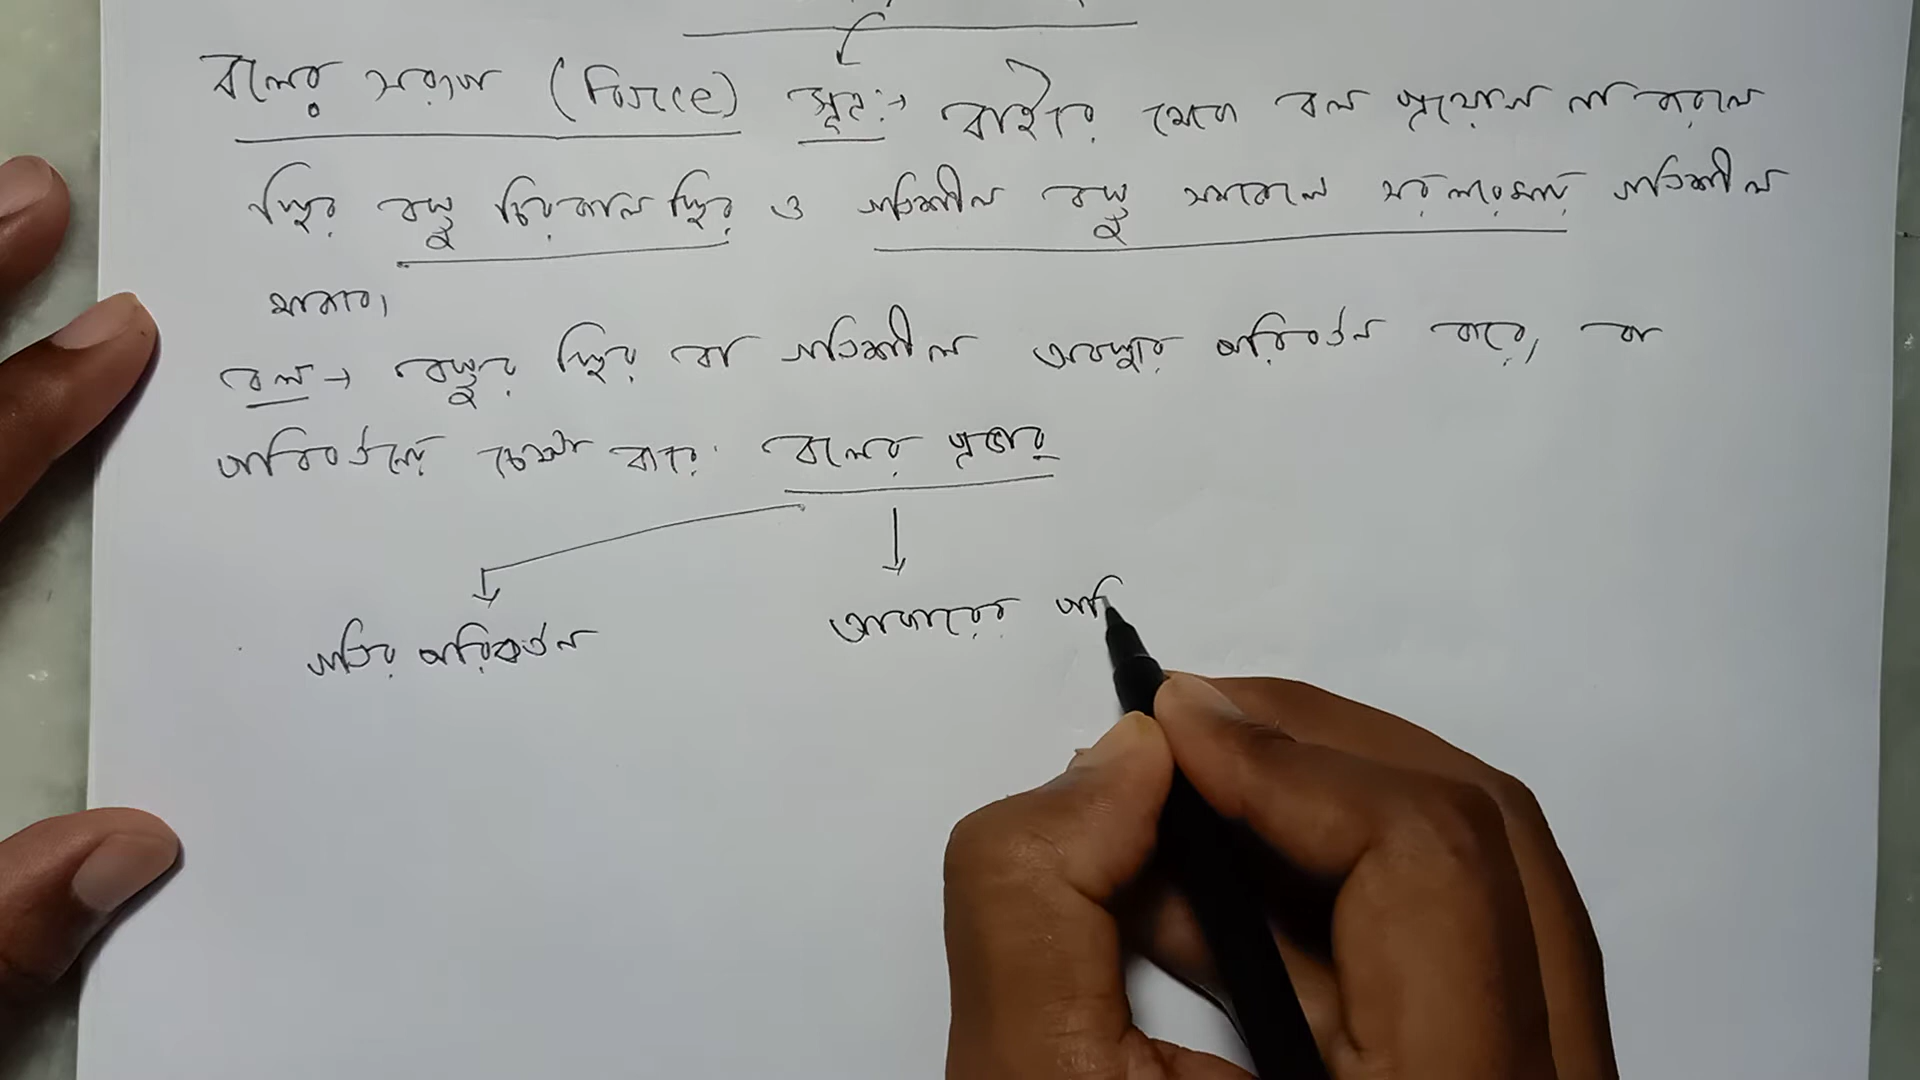 বলের (Force) সূত্র:→ বাইরে থেকে বল প্রয়োগ না করলে
স্থির বস্তু চিরকাল স্থির ও গতিশীল বস্তু সমবেগে সরলরেখায় গতিশীল
থাকবে।
বল → বস্তুর স্থির বা গতিশীল অবস্থার পরিবর্তন করে, বা
পরিবর্তনের চেষ্টা করে। বলের প্রভাব
গতির পরিবর্তন
আকারের পরি